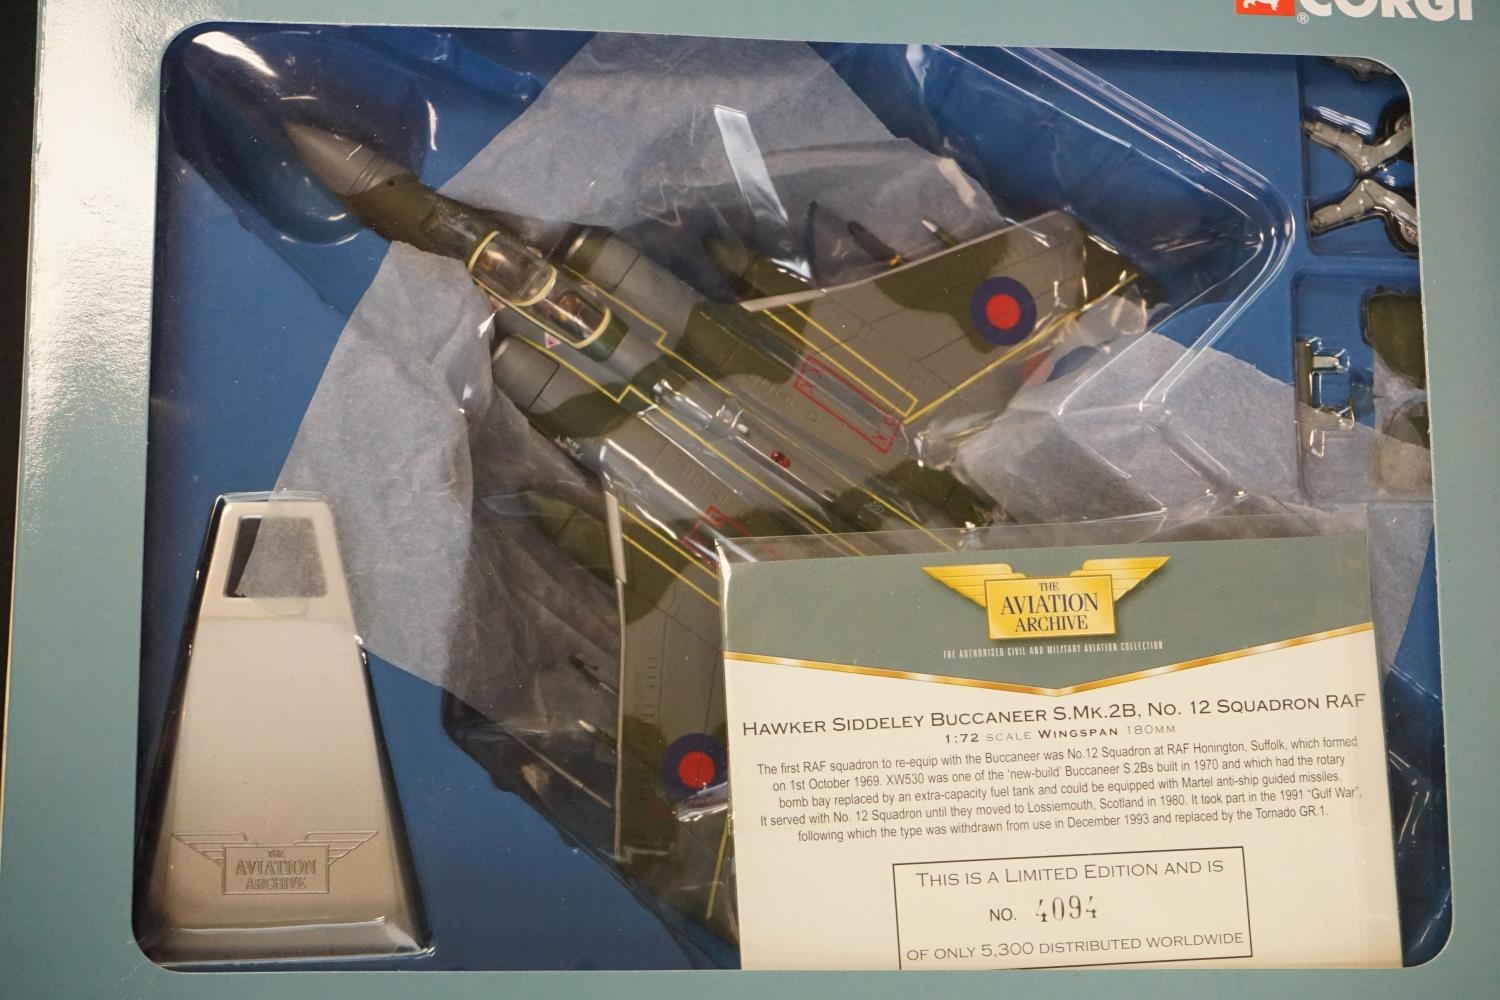 CORGI
®
THE
AVIATION
ARCHIVE
THE AUTHORISED CIVIL AND MILITARY AVIATION COLLECTION
HAWKER SIDDELEY BUCCANEER S.MK.2B, NO. 12 SQUADRON RAF
1:72 SCALE WINGSPAN 180MM
The first RAF squadron to re-equip with the Buccaneer was No.12 Squadron at RAF Honington, Suffolk, which formed
on 1st October 1969. XW530 was one of the 'new-build' Buccaneer S.2Bs built in 1970 and which had the rotary
bomb bay replaced by an extra-capacity fuel tank and could be equipped with Martel anti-ship guided missiles.
It served with No. 12 Squadron until they moved to Lossiemouth, Scotland in 1980. It took part in the 1991 "Gulf War",
following which the type was withdrawn from use in December 1993 and replaced by the Tornado GR.1.
THIS IS A LIMITED EDITION AND IS
NO. 4094
OF ONLY 5,300 DISTRIBUTED WORLDWIDE
THE
AVIATION
ARCHIVE